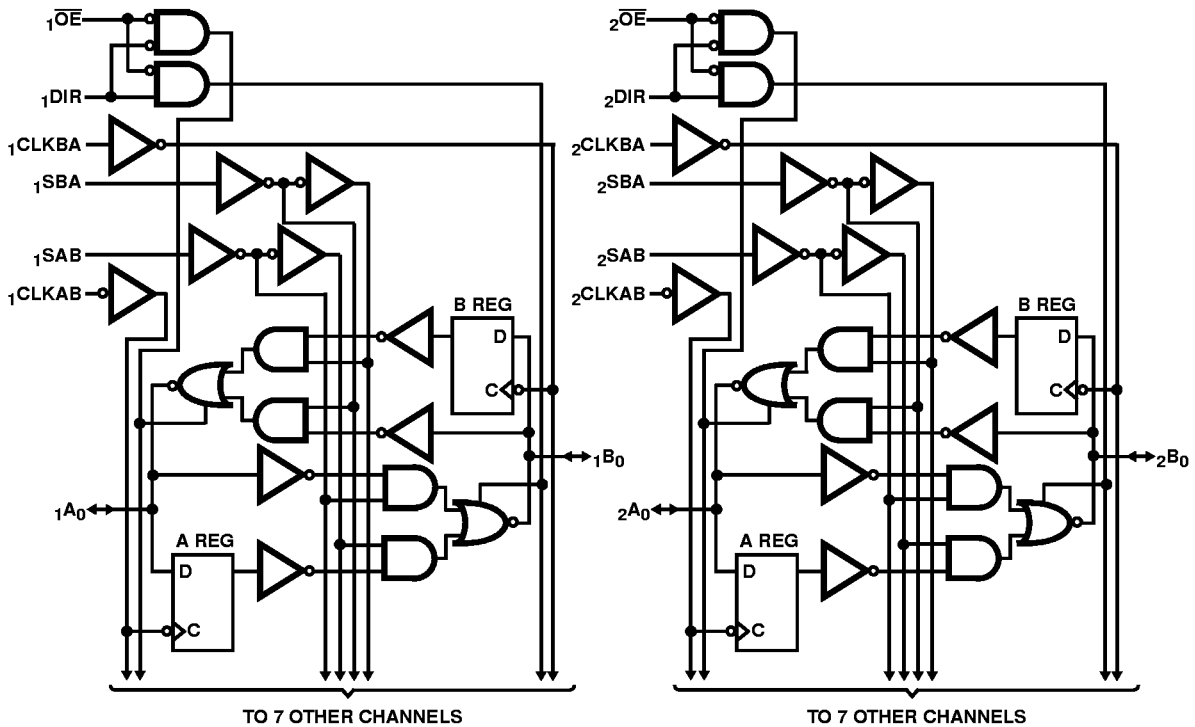 1OE
1DIR
1CLKBA
1SBA
1SAB
1CLKAB
B REG
D
C
1B0
1A0
A REG
D
C
TO 7 OTHER CHANNELS
2OE
2DIR
2CLKBA
2SBA
2SAB
2CLKAB
B REG
D
C
2B0
2A0
A REG
D
C
TO 7 OTHER CHANNELS